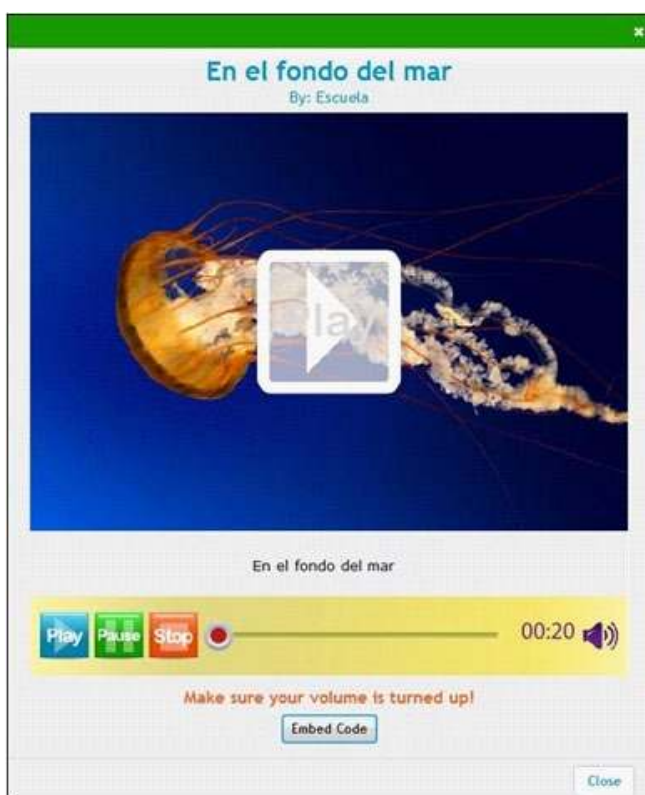 En el fondo del mar
By: Escuela
Play
En el fondo del mar
Play Pause Stop 00:20
Make sure your volume is turned up!
Embed Code
Close